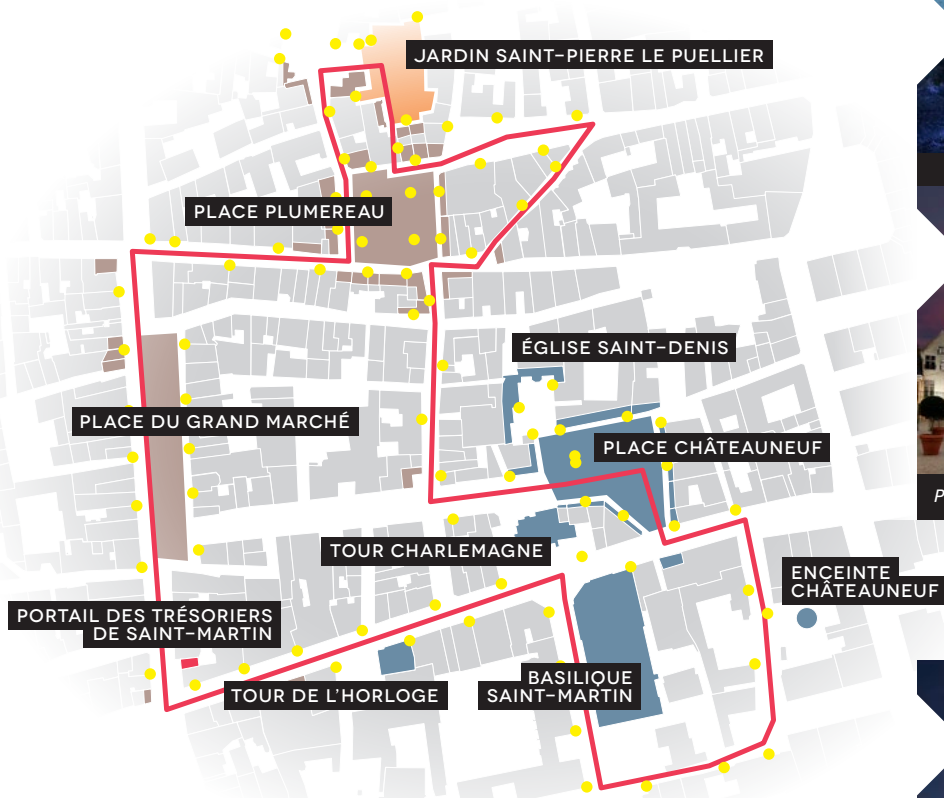 JARDIN SAINT-PIERRE LE PUELLIER
PLACE PLUMEREAU
ÉGLISE SAINT-DENIS
PLACE DU GRAND MARCHÉ
PLACE CHÂTEAUNEUF
P
TOUR CHARLEMAGNE
ENCEINTE
CHÂTEAUNEUF
PORTAIL DES TRÉSORIERS
DE SAINT-MARTIN
TOUR DE L'HORLOGE
BASILIQUE
SAINT-MARTIN